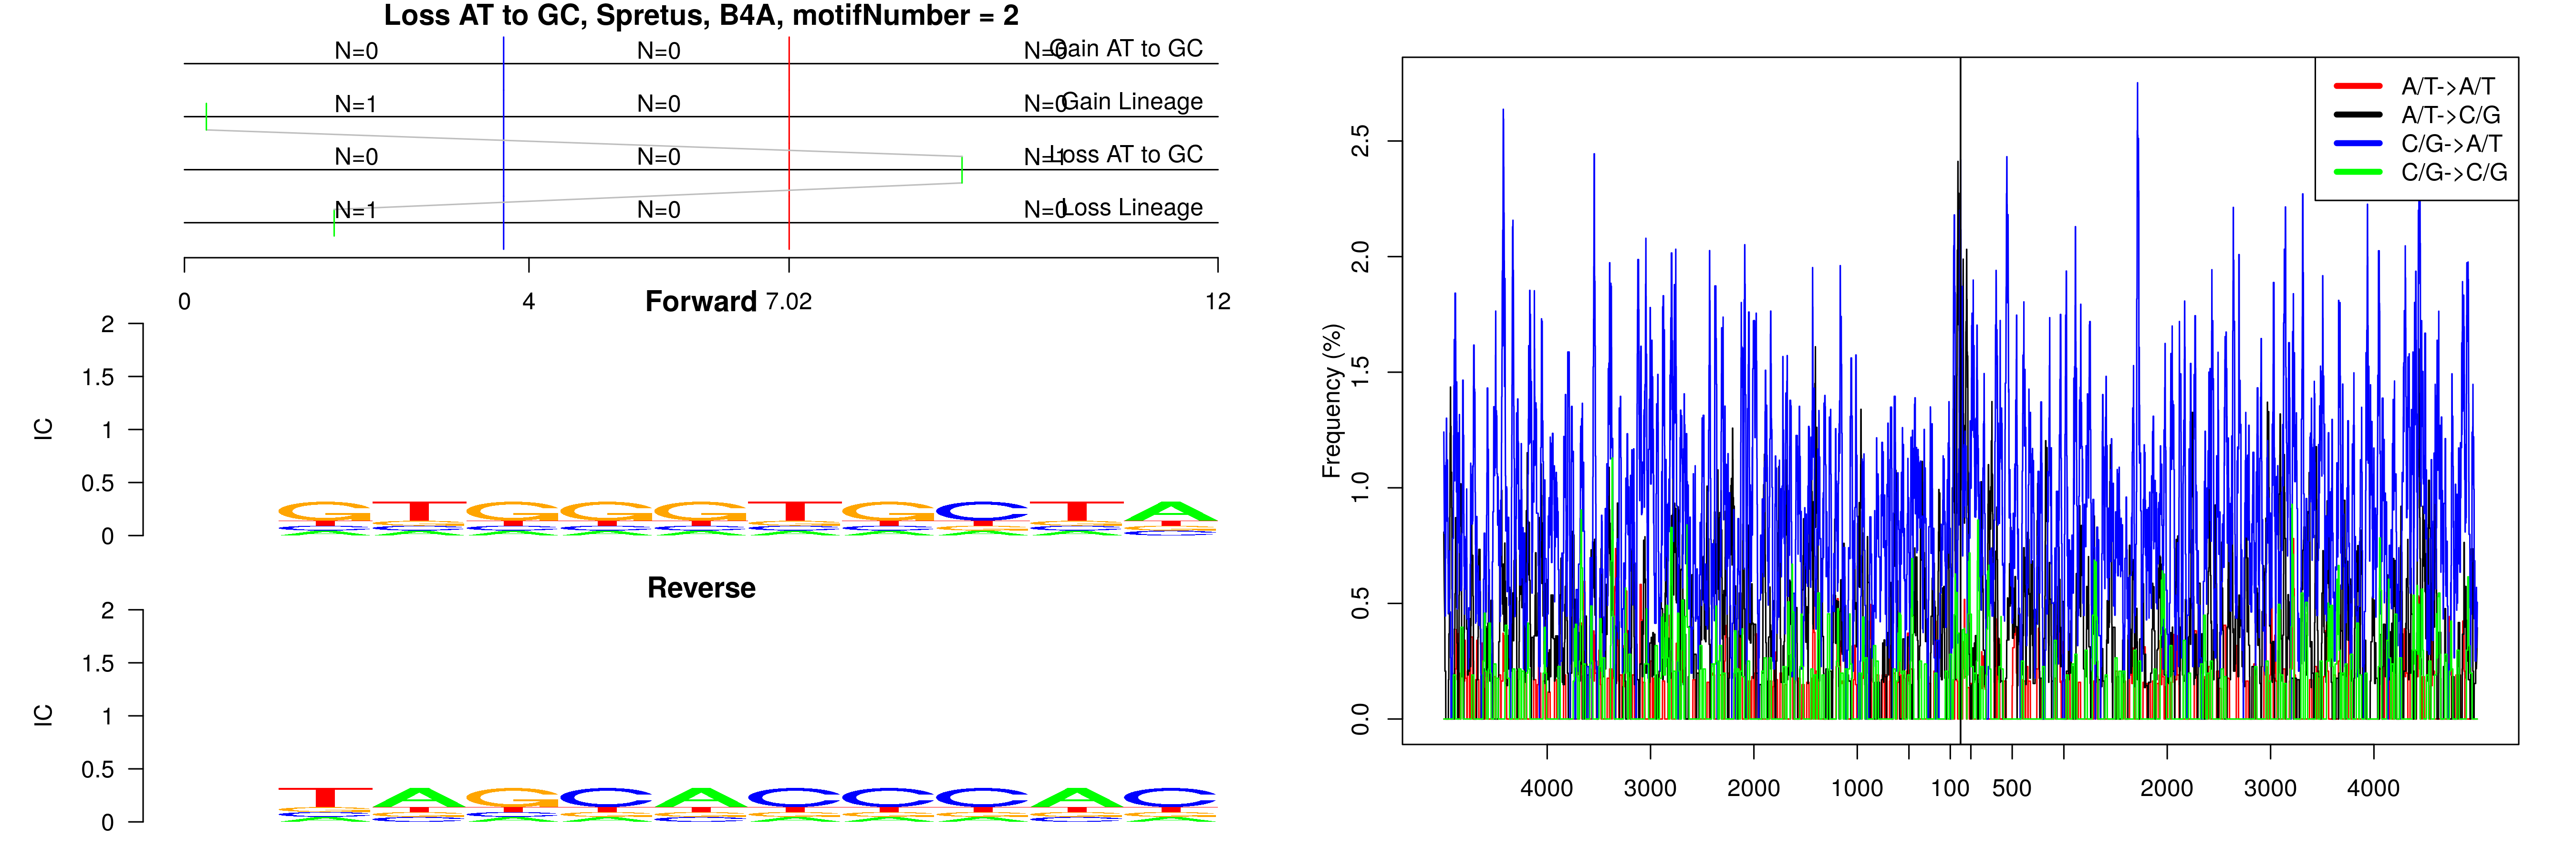 Loss AT to GC, Spretus, B4A, motifNumber = 2
N=0 N=0 N=0 Gain AT to GC
N=1 N=0 N=0 Gain Lineage
N=0 N=0 N=1 Loss AT to GC
N=1 N=0 N=0 Loss Lineage
0 4 7.02 12
Forward
2
1.5
1
0.5
0
IC
GTGGGTGCTA
Reverse
2
1.5
1
0.5
0
IC
TAGCACCCAC
A/T->A/T
A/T->C/G
C/G->A/T
C/G->C/G
Frequency (%)
2.5
2.0
1.5
1.0
0.5
0.0
4000 3000 2000 1000 100 500 2000 3000 4000